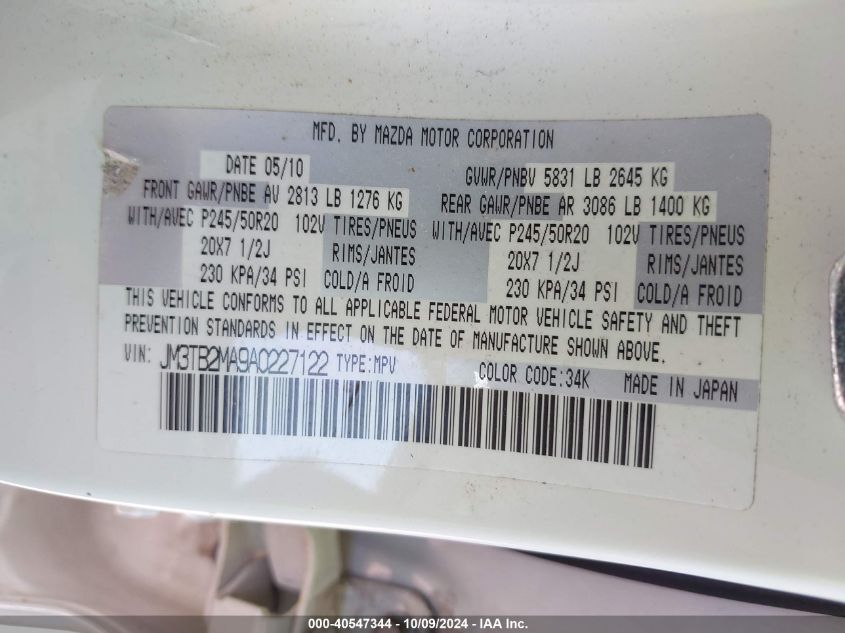 MFD. BY MAZDA MOTOR CORPORATION
DATE 05/10 GVWR/PNBV 5831 LB 2645 KG
FRONT GAWR/PNBE AV 2813 LB 1276 KG REAR GAWR/PNBE AR 3086 LB 1400 KG
WITH/AVEC P245/50R20 102V TIRES/PNEUS WITH/AVEC P245/50R20 102V TIRES/PNEUS
20X7 1/2J RIMS/JANTES 20X7 1/2J RIMS/JANTES
230 KPA/34 PSI COLD/A FROID 230 KPA/34 PSI COLD/A FROID
THIS VEHICLE CONFORMS TO ALL APPLICABLE FEDERAL MOTOR VEHICLE SAFETY AND THEFT
PREVENTION STANDARDS IN EFFECT ON THE DATE OF MANUFACTURE SHOWN ABOVE.
VIN: JM3TB2MA9A0227122 TYPE:MPV COLOR CODE:34K MADE IN JAPAN
000-40547344 - 10/09/2024 - IAA Inc.